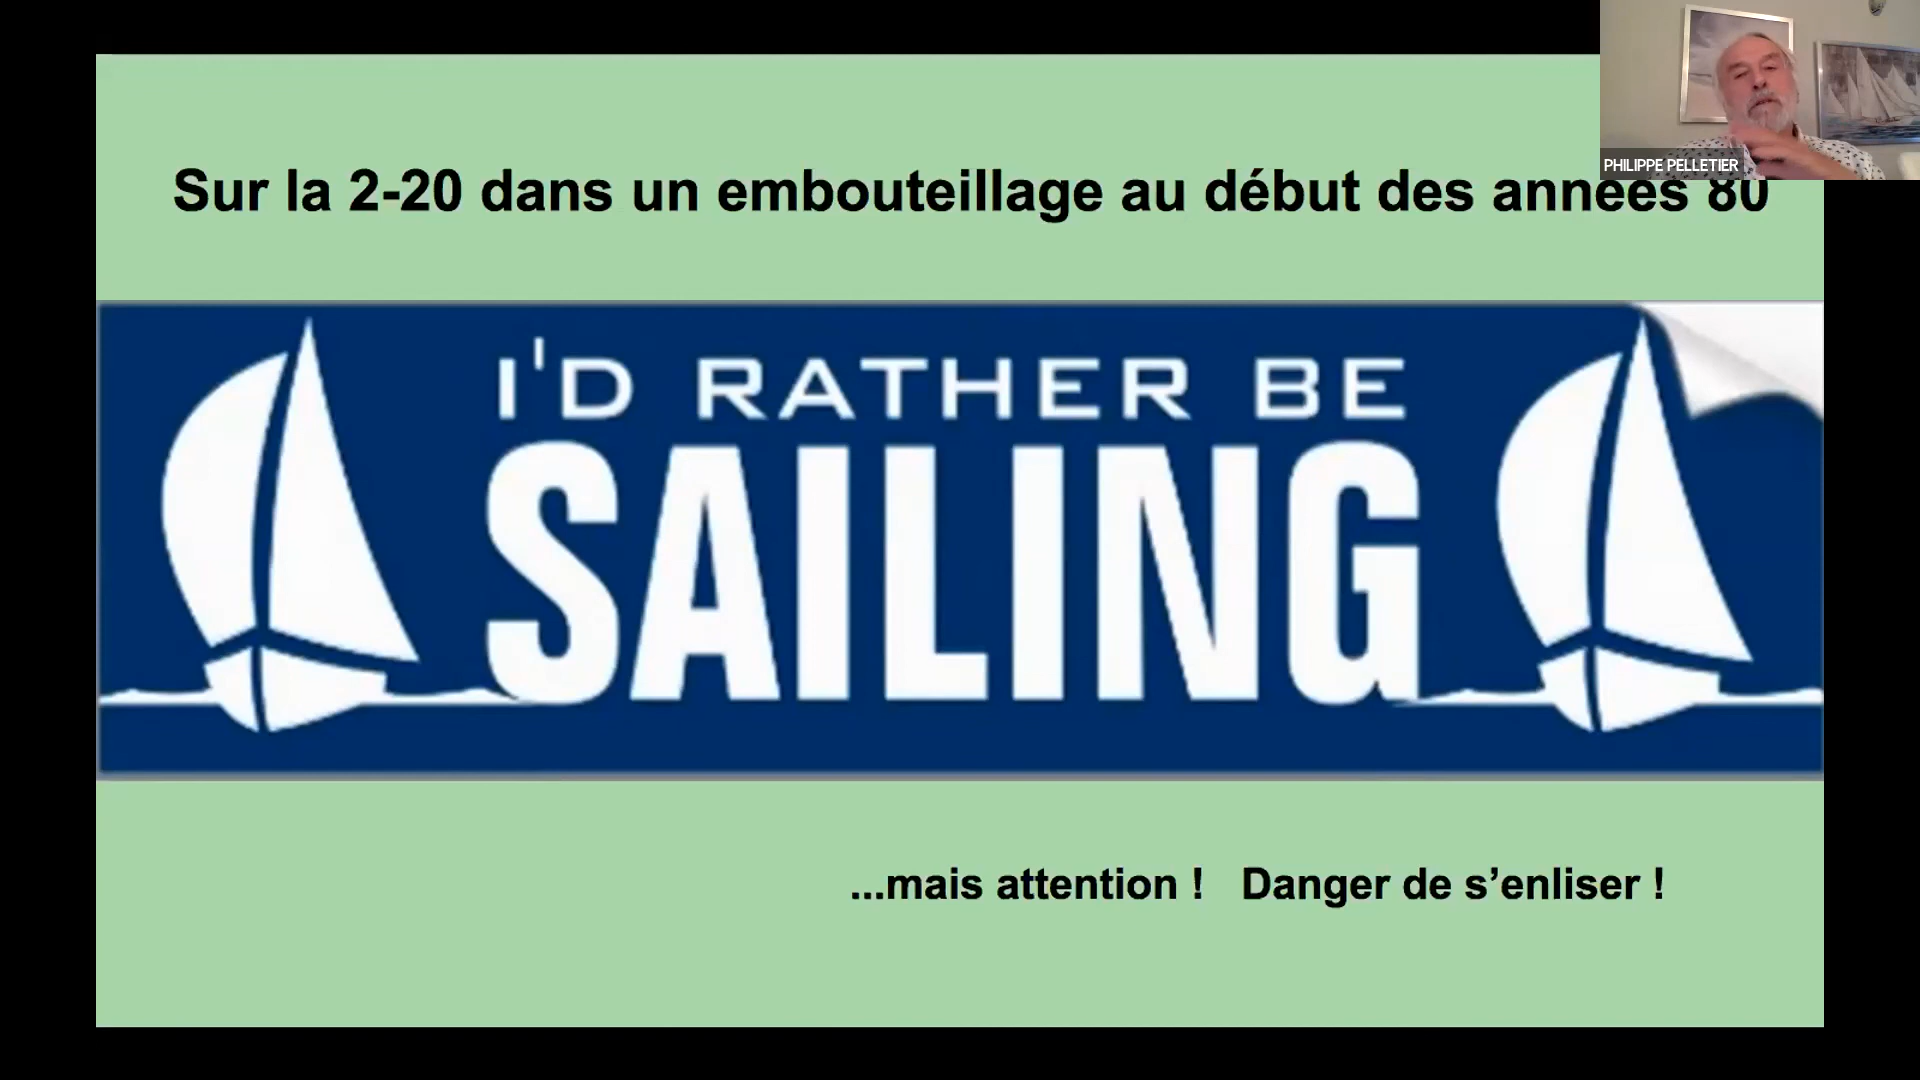 PHILIPPE PELLETIER
Sur la 2-20 dans un embouteillage au début des années 80
I'D RATHER BE
SAILING
...mais attention ! Danger de s’enliser !